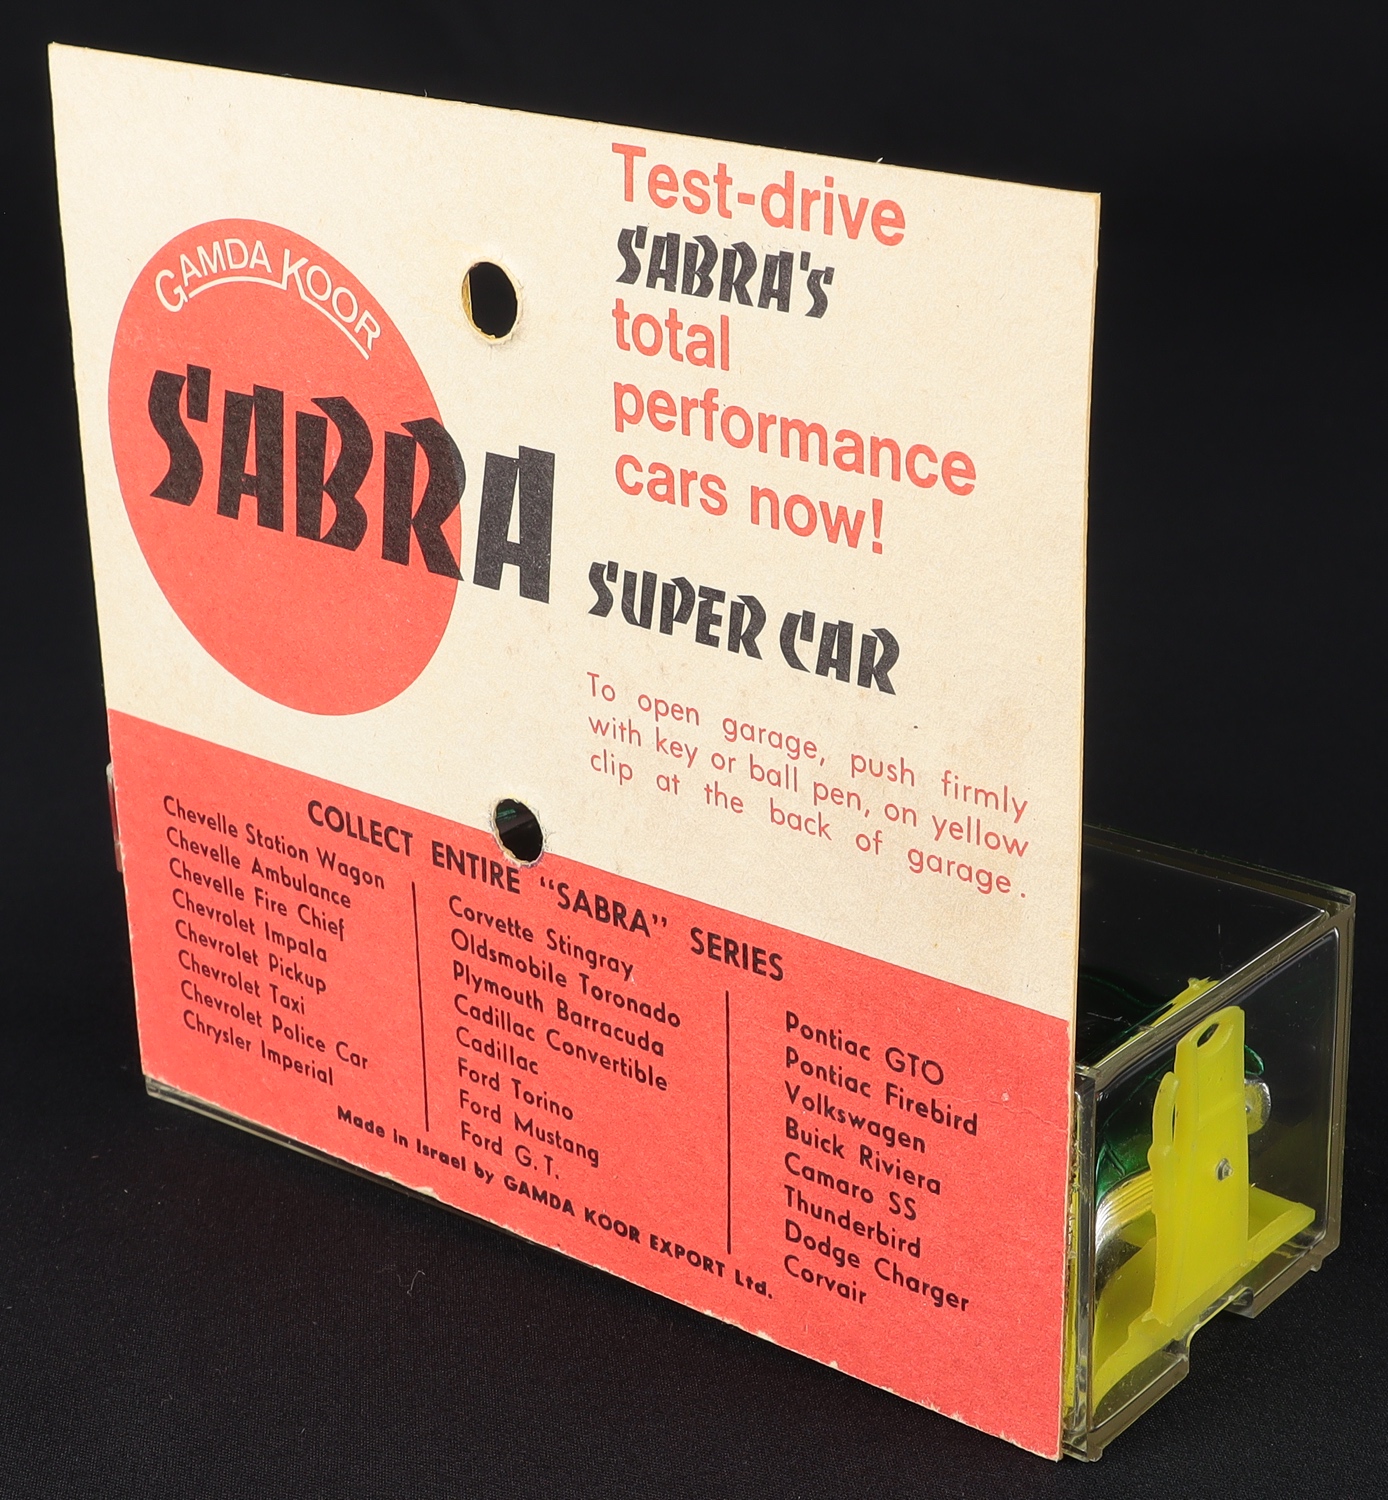 GAMDA KOOR
SABRA
Test-drive
SABRA'S
total
performance
cars now!
SUPER CAR
To open garage, push firmly
with key or ball pen, on yellow
clip at the back of garage.
COLLECT ENTIRE “SABRA” SERIES
Chevelle Station Wagon
Chevelle Ambulance
Chevelle Fire Chief
Chevrolet Impala
Chevrolet Pickup
Chevrolet Taxi
Chevrolet Police Car
Chrysler Imperial
Corvette Stingray
Oldsmobile Toronado
Plymouth Barracuda
Cadillac Convertible
Cadillac
Ford Torino
Ford Mustang
Ford G.T.
Pontiac GTO
Pontiac Firebird
Volkswagen
Buick Riviera
Camaro SS
Thunderbird
Dodge Charger
Corvair
Made in Israel by GAMDA KOOR EXPORT Ltd.